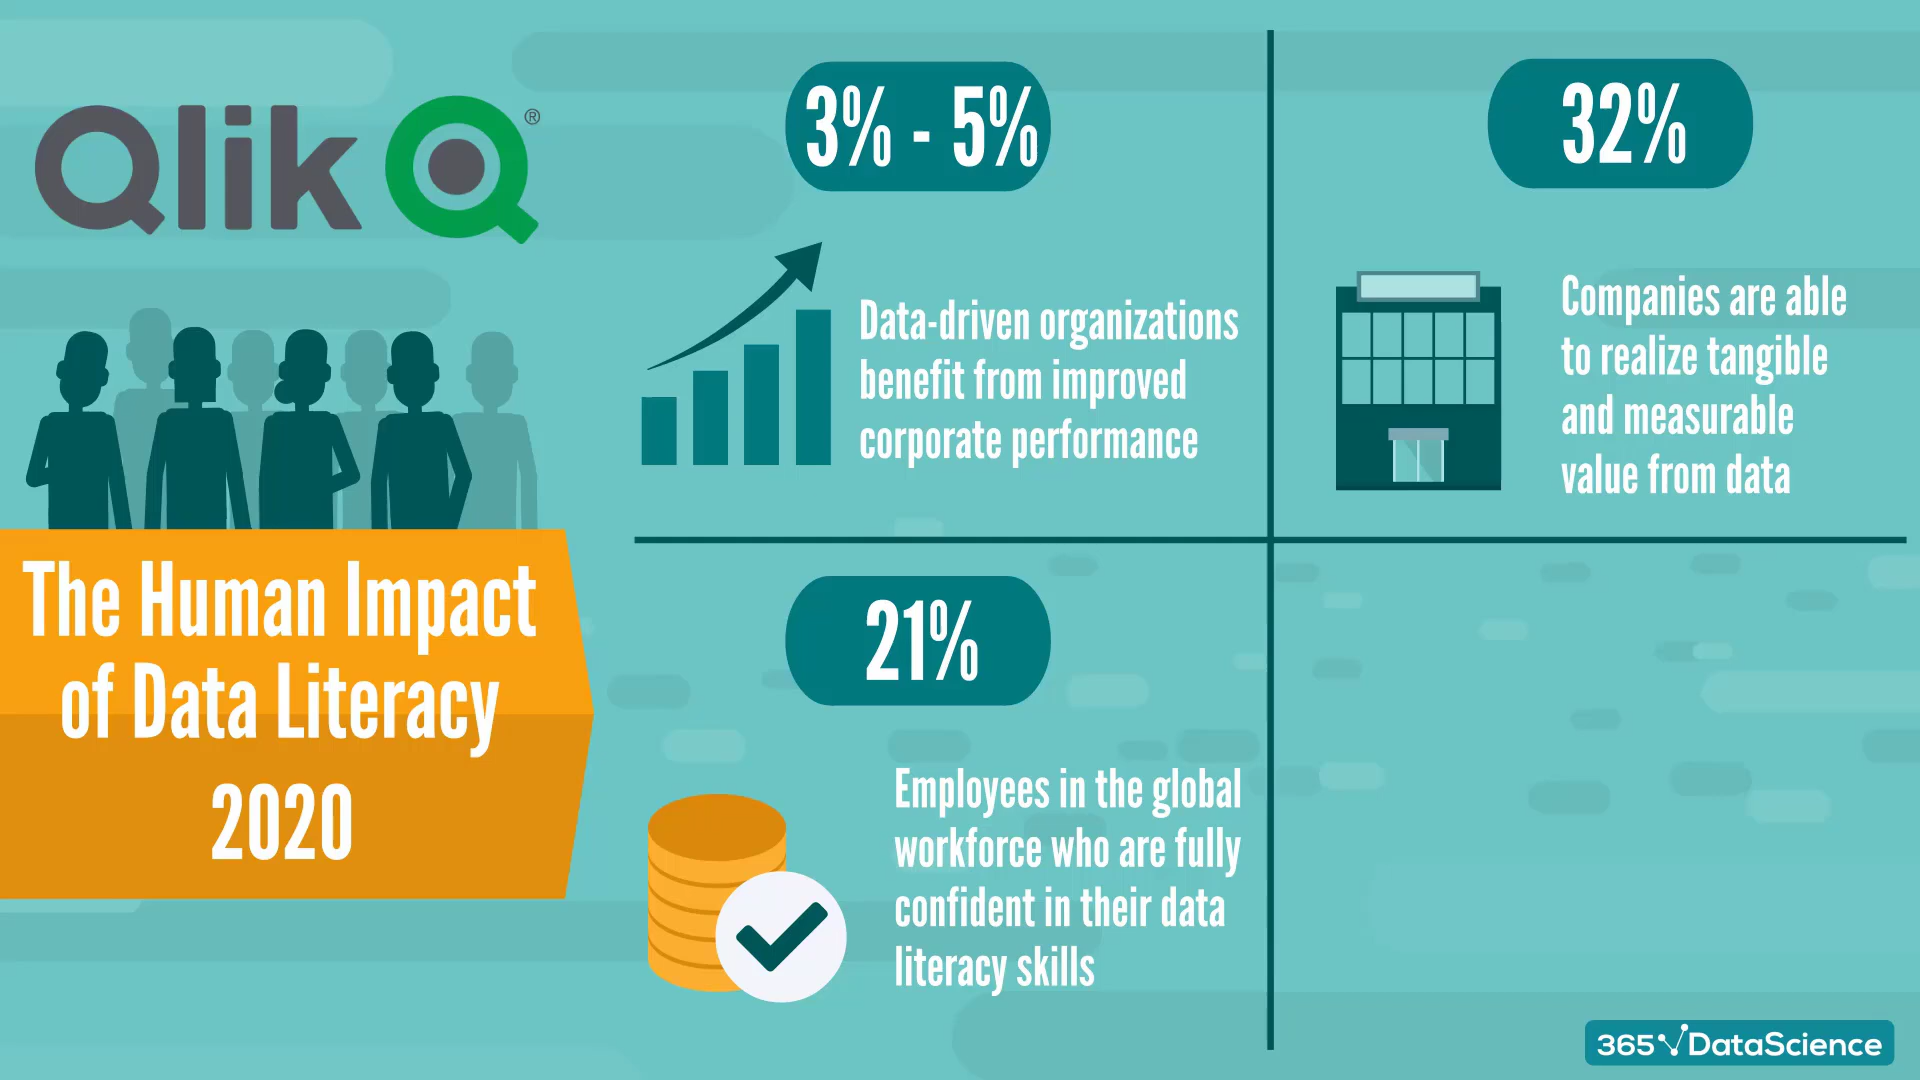 Qlik
®
The Human Impact
of Data Literacy
2020
3% - 5%
Data-driven organizations
benefit from improved
corporate performance
32%
Companies are able
to realize tangible
and measurable
value from data
21%
Employees in the global
workforce who are fully
confident in their data
literacy skills
365 DataScience